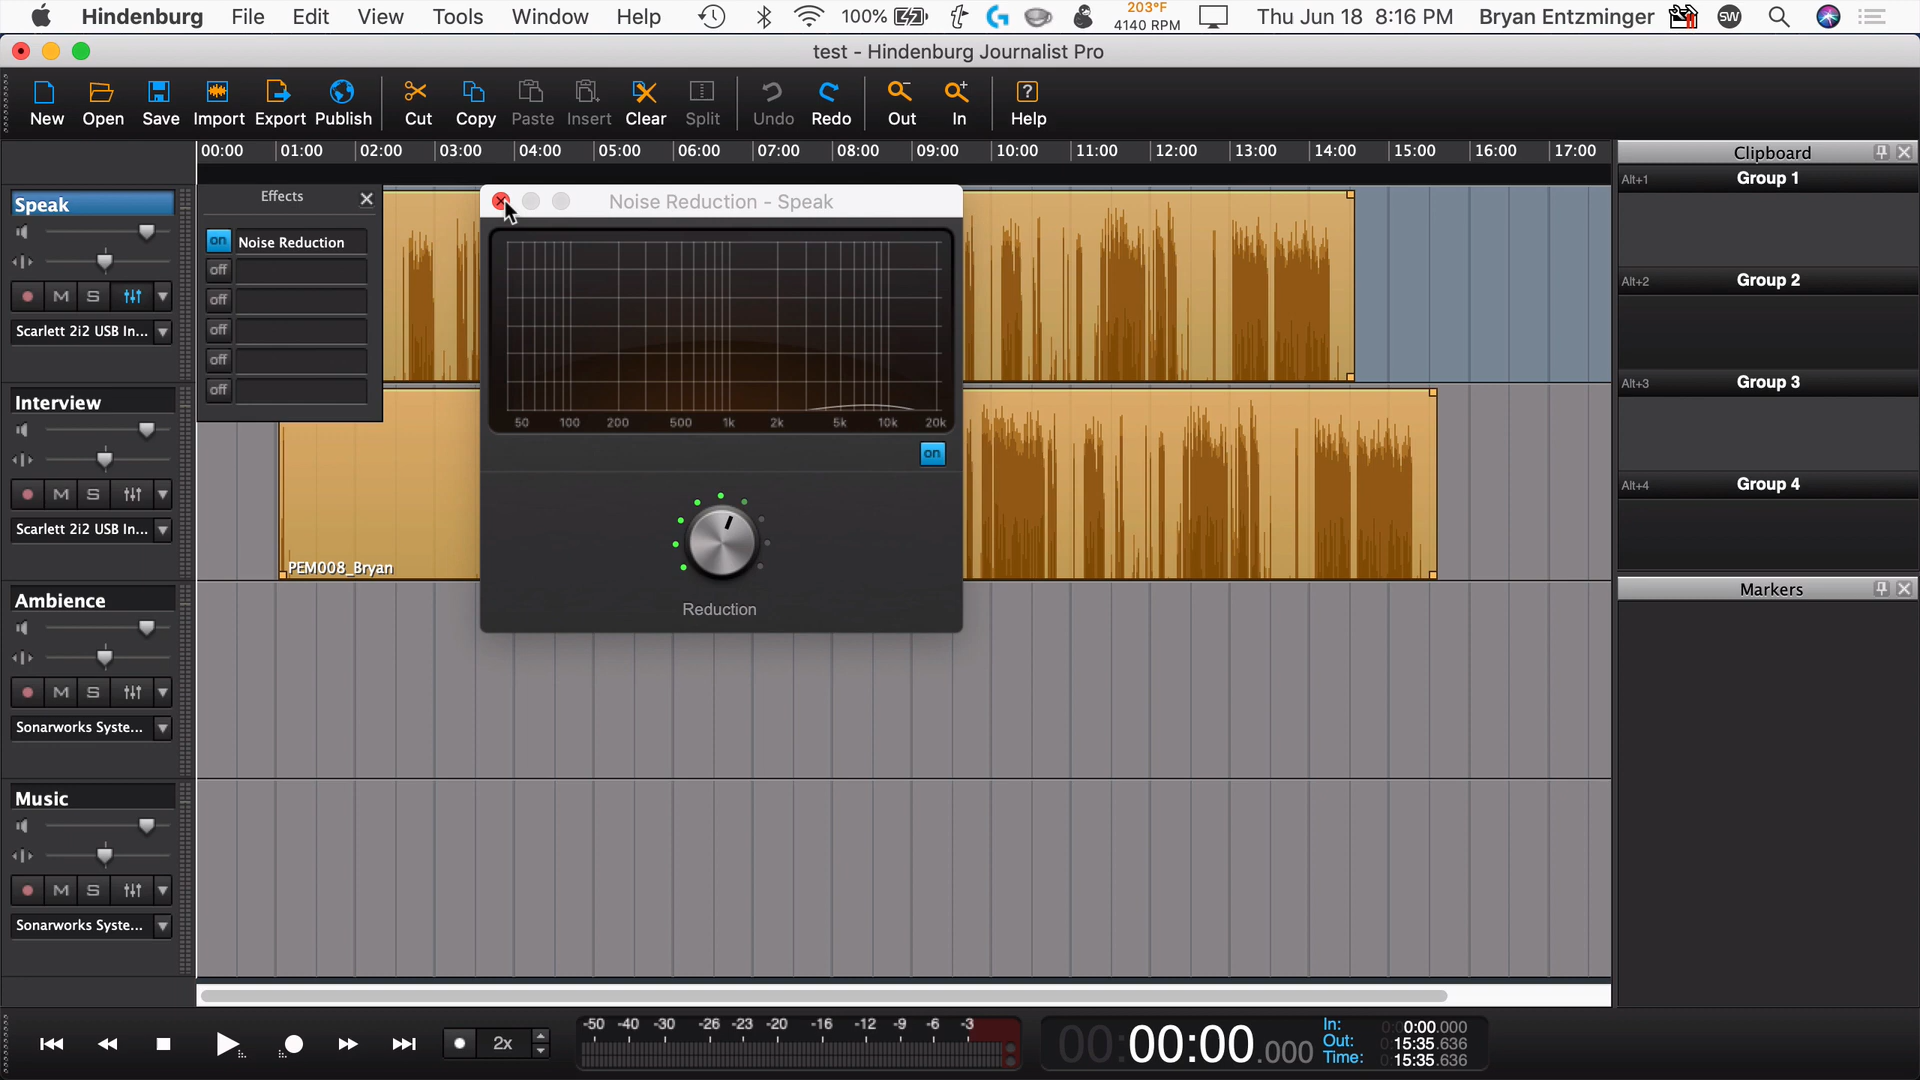 Hindenburg File Edit View Tools Window Help 100% 203°F 4140 RPM Thu Jun 18 8:16 PM Bryan Entzminger SW
test - Hindenburg Journalist Pro
New Open Save Import Export Publish Cut Copy Paste Insert Clear Split Undo Redo Out In Help
00:00 01:00 02:00 03:00 04:00 05:00 06:00 07:00 08:00 09:00 10:00 11:00 12:00 13:00 14:00 15:00 16:00 17:00
Clipboard
Alt+1 Group 1
Alt+2 Group 2
Alt+3 Group 3
Alt+4 Group 4
Markers
Speak
M S
Scarlett 2i2 USB In...
Effects
on Noise Reduction
off
off
off
off
off
Noise Reduction - Speak
50 100 200 500 1k 2k 5k 10k 20k
on
Reduction
Interview
M S
Scarlett 2i2 USB In...
PEM008_Bryan
Ambience
M S
Sonarworks Syste...
Music
M S
Sonarworks Syste...
2x
-50 -40 -30 -26 -23 -20 -16 -12 -9 -6 -3
00:00:00.000
In: 0:00.000
Out: 15:35.636
Time: 15:35.636